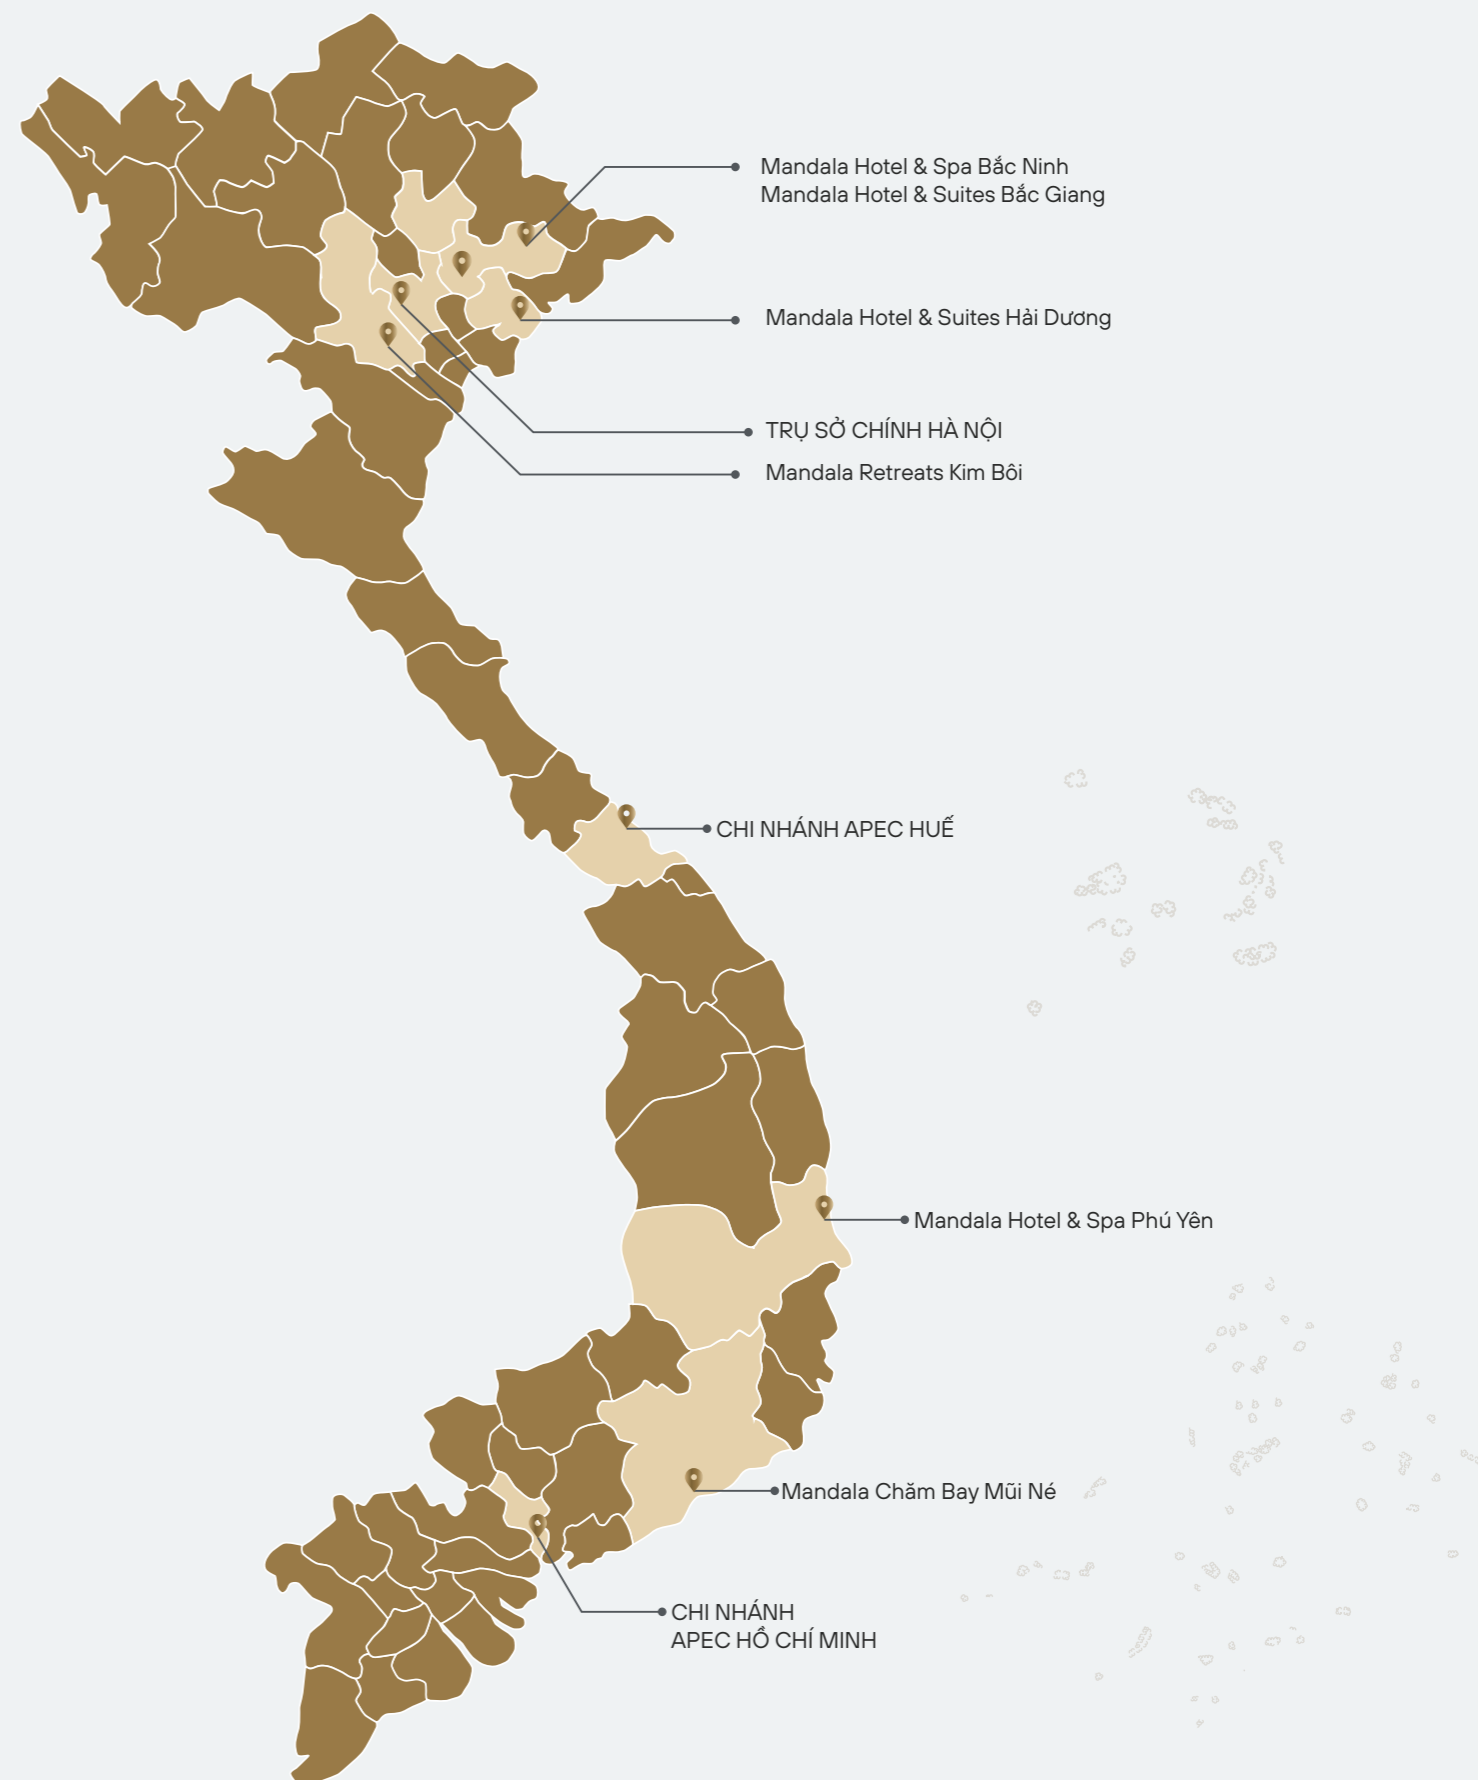 Mandala Hotel & Spa Bắc Ninh
Mandala Hotel & Suites Bắc Giang
Mandala Hotel & Suites Hải Dương
TRỤ SỞ CHÍNH HÀ NỘI
Mandala Retreats Kim Bôi
CHI NHÁNH APEC HUẾ
Mandala Hotel & Spa Phú Yên
Mandala Chăm Bay Mũi Né
CHI NHÁNH
APEC HỒ CHÍ MINH